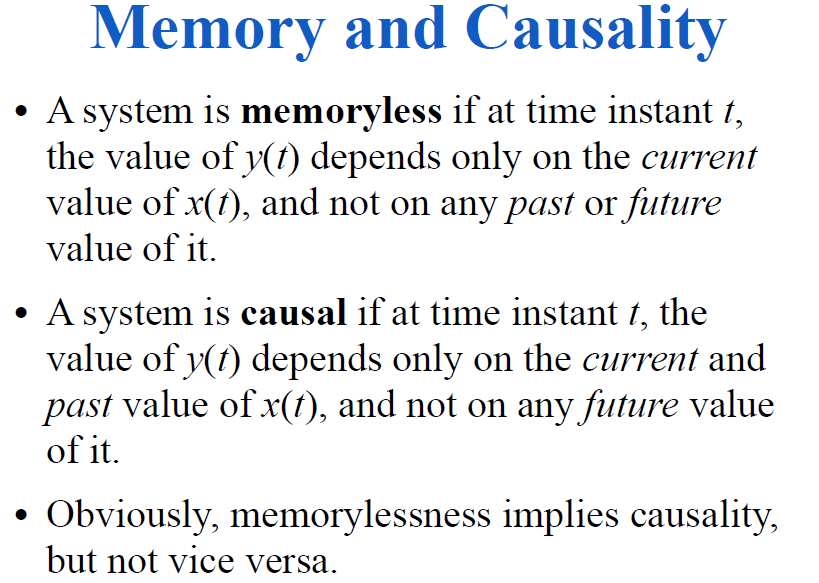 Memory and Causality
• A system is memoryless if at time instant t,
the value of y(t) depends only on the current
value of x(t), and not on any past or future
value of it.
• A system is causal if at time instant t, the
value of y(t) depends only on the current and
past value of x(t), and not on any future value
of it.
• Obviously, memorylessness implies causality,
but not vice versa.